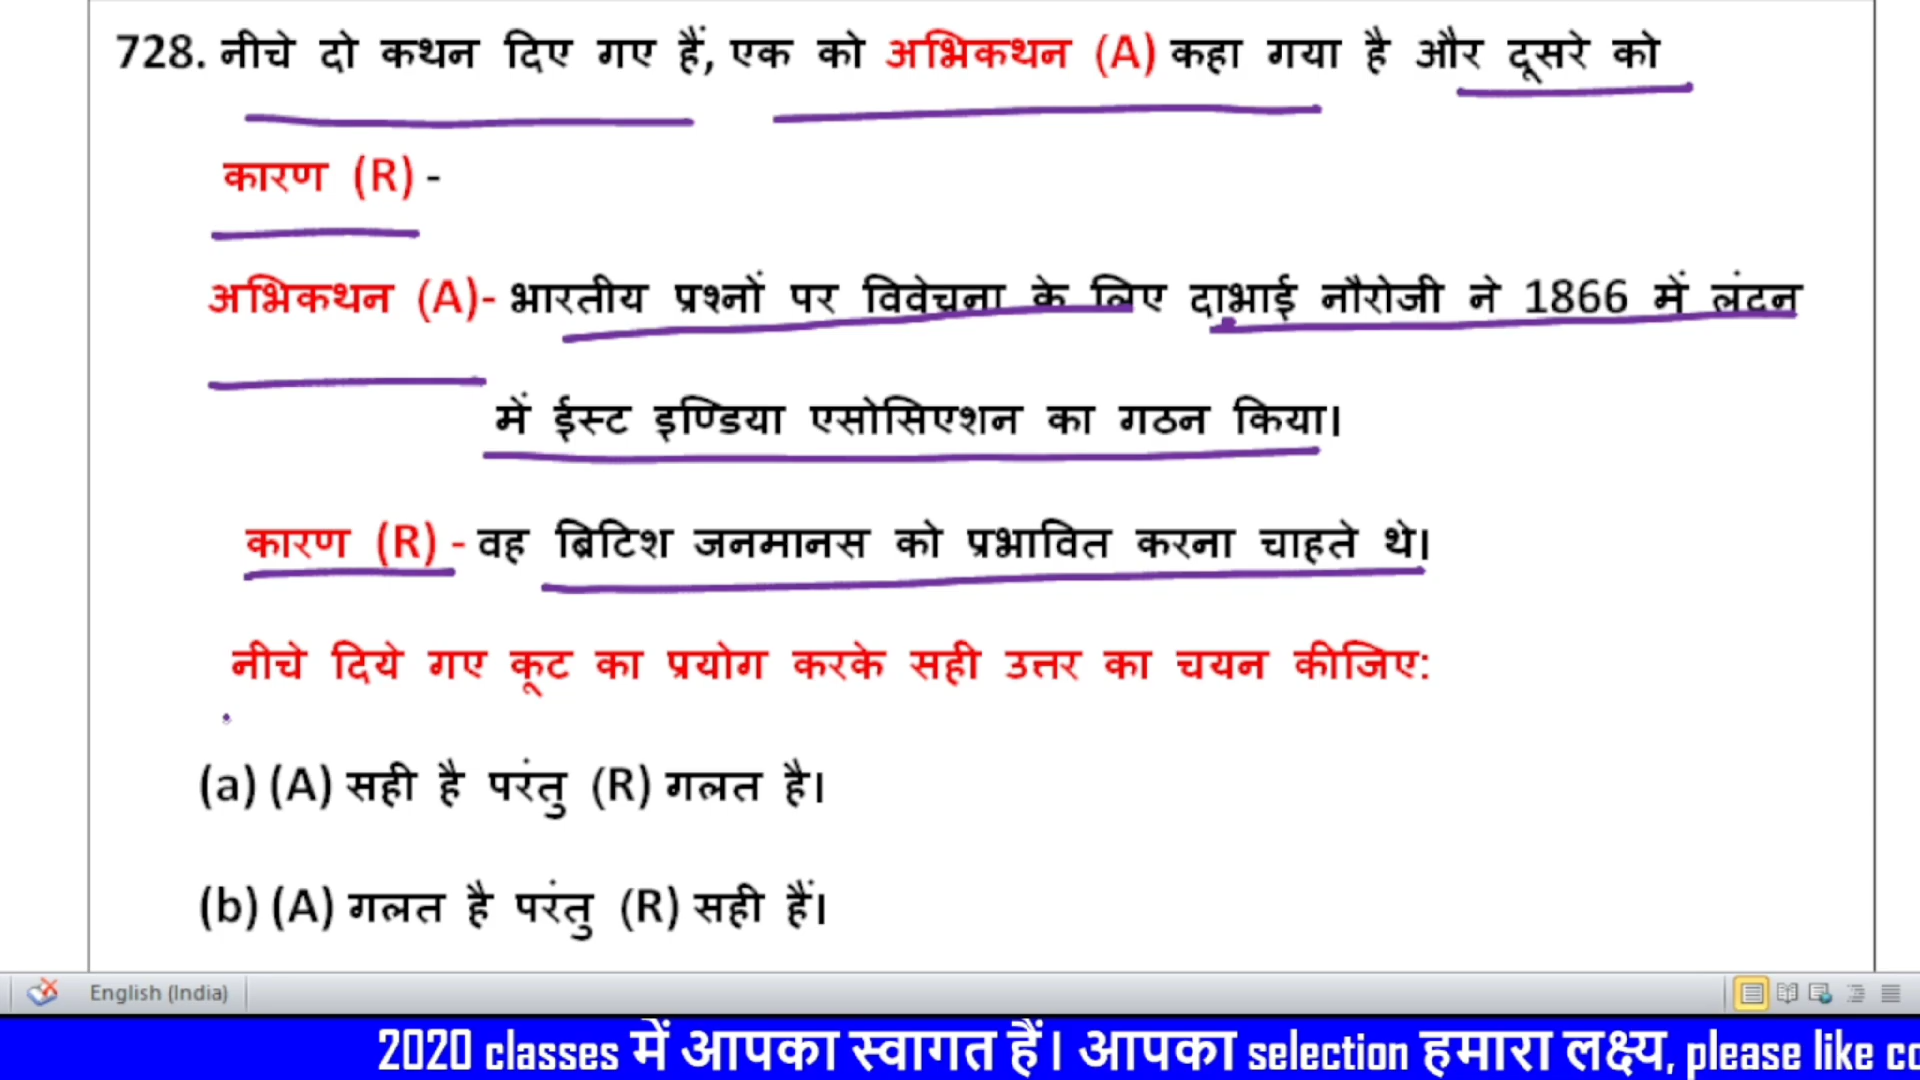 728. नीचे दो कथन दिए गए हैं, एक को अभिकथन (A) कहा गया है और दूसरे को
कारण (R) -
अभिकथन (A)- भारतीय प्रश्नों पर विवेचना के लिए दाभाई नौरोजी ने 1866 में लंदन
में ईस्ट इण्डिया एसोसिएशन का गठन किया।
कारण (R) - वह ब्रिटिश जनमानस को प्रभावित करना चाहते थे।
नीचे दिये गए कूट का प्रयोग करके सही उत्तर का चयन कीजिए:
(a) (A) सही है परंतु (R) गलत है।
(b) (A) गलत है परंतु (R) सही हैं।
English (India)
2020 classes में आपका स्वागत हैं। आपका selection हमारा लक्ष्य, please like